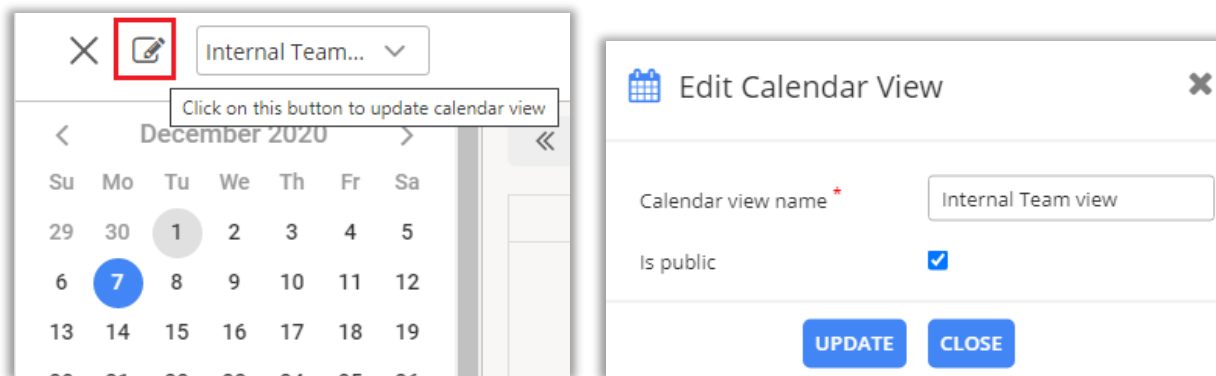 Internal Team...
Click on this button to update calendar view
December 2020
Su Mo Tu We Th Fr Sa
29 30 1 2 3 4 5
6 7 8 9 10 11 12
13 14 15 16 17 18 19
Edit Calendar View
Calendar view name *
Internal Team view
Is public
UPDATE CLOSE